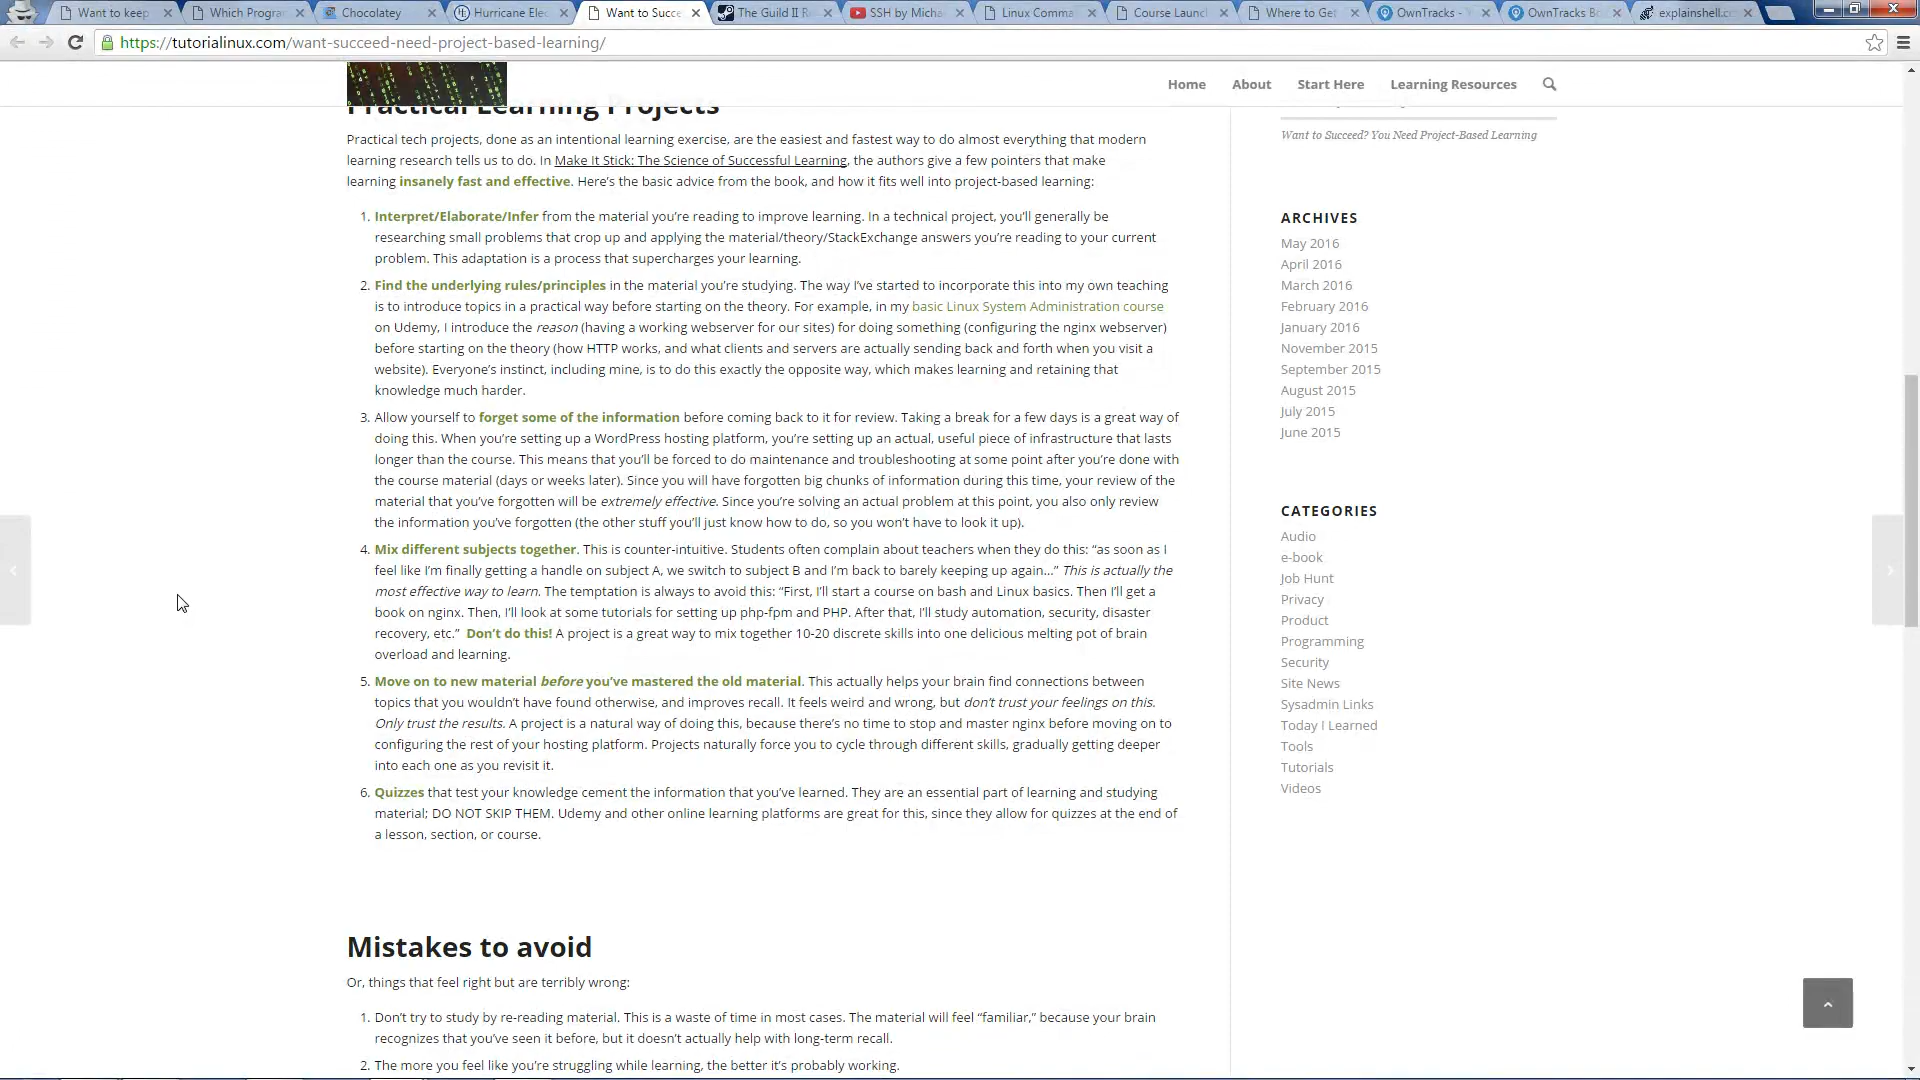 Want to keep
Which Progra
Chocolatey
Hurricane Ele
Want to Succe
The Guild II R
SSH by Micha
Linux Comma
Course Launc
Where to Get
OwnTracks -
OwnTracks Bo
explainshell.c
https://tutorialinux.com/want-succeed-need-project-based-learning/
Home
About
Start Here
Learning Resources
Practical Learning Projects
Practical tech projects, done as an intentional learning exercise, are the easiest and fastest way to do almost everything that modern
learning research tells us to do. In Make It Stick: The Science of Successful Learning, the authors give a few pointers that make
learning insanely fast and effective. Here's the basic advice from the book, and how it fits well into project-based learning:
1. Interpret/Elaborate/Infer from the material you're reading to improve learning. In a technical project, you'll generally be
researching small problems that crop up and applying the material/theory/StackExchange answers you're reading to your current
problem. This adaptation is a process that supercharges your learning.
2. Find the underlying rules/principles in the material you're studying. The way I've started to incorporate this into my own teaching
is to introduce topics in a practical way before starting on the theory. For example, in my basic Linux System Administration course
on Udemy, I introduce the reason (having a working webserver for our sites) for doing something (configuring the nginx webserver)
before starting on the theory (how HTTP works, and what clients and servers are actually sending back and forth when you visit a
website). Everyone's instinct, including mine, is to do this exactly the opposite way, which makes learning and retaining that
knowledge much harder.
3. Allow yourself to forget some of the information before coming back to it for review. Taking a break for a few days is a great way of
doing this. When you're setting up a WordPress hosting platform, you're setting up an actual, useful piece of infrastructure that lasts
longer than the course. This means that you'll be forced to do maintenance and troubleshooting at some point after you're done with
the course material (days or weeks later). Since you will have forgotten big chunks of information during this time, your review of the
material that you've forgotten will be extremely effective. Since you're solving an actual problem at this point, you also only review
the information you've forgotten (the other stuff you'll just know how to do, so you won't have to look it up).
4. Mix different subjects together. This is counter-intuitive. Students often complain about teachers when they do this: “as soon as I
feel like I'm finally getting a handle on subject A, we switch to subject B and I'm back to barely keeping up again…” This is actually the
most effective way to learn. The temptation is always to avoid this: “First, I'll start a course on bash and Linux basics. Then I'll get a
book on nginx. Then, I'll look at some tutorials for setting up php-fpm and PHP. After that, I'll study automation, security, disaster
recovery, etc.” Don't do this! A project is a great way to mix together 10-20 discrete skills into one delicious melting pot of brain
overload and learning.
5. Move on to new material before you've mastered the old material. This actually helps your brain find connections between
topics that you wouldn't have found otherwise, and improves recall. It feels weird and wrong, but don't trust your feelings on this.
Only trust the results. A project is a natural way of doing this, because there's no time to stop and master nginx before moving on to
configuring the rest of your hosting platform. Projects naturally force you to cycle through different skills, gradually getting deeper
into each one as you revisit it.
6. Quizzes that test your knowledge cement the information that you've learned. They are an essential part of learning and studying
material; DO NOT SKIP THEM. Udemy and other online learning platforms are great for this, since they allow for quizzes at the end of
a lesson, section, or course.
Mistakes to avoid
Or, things that feel right but are terribly wrong:
1. Don't try to study by re-reading material. This is a waste of time in most cases. The material will feel “familiar,” because your brain
recognizes that you've seen it before, but it doesn't actually help with long-term recall.
2. The more you feel like you're struggling while learning, the better it's probably working.
Want to Succeed? You Need Project-Based Learning
ARCHIVES
May 2016
April 2016
March 2016
February 2016
January 2016
November 2015
September 2015
August 2015
July 2015
June 2015
CATEGORIES
Audio
e-book
Job Hunt
Privacy
Product
Programming
Security
Site News
Sysadmin Links
Today I Learned
Tools
Tutorials
Videos